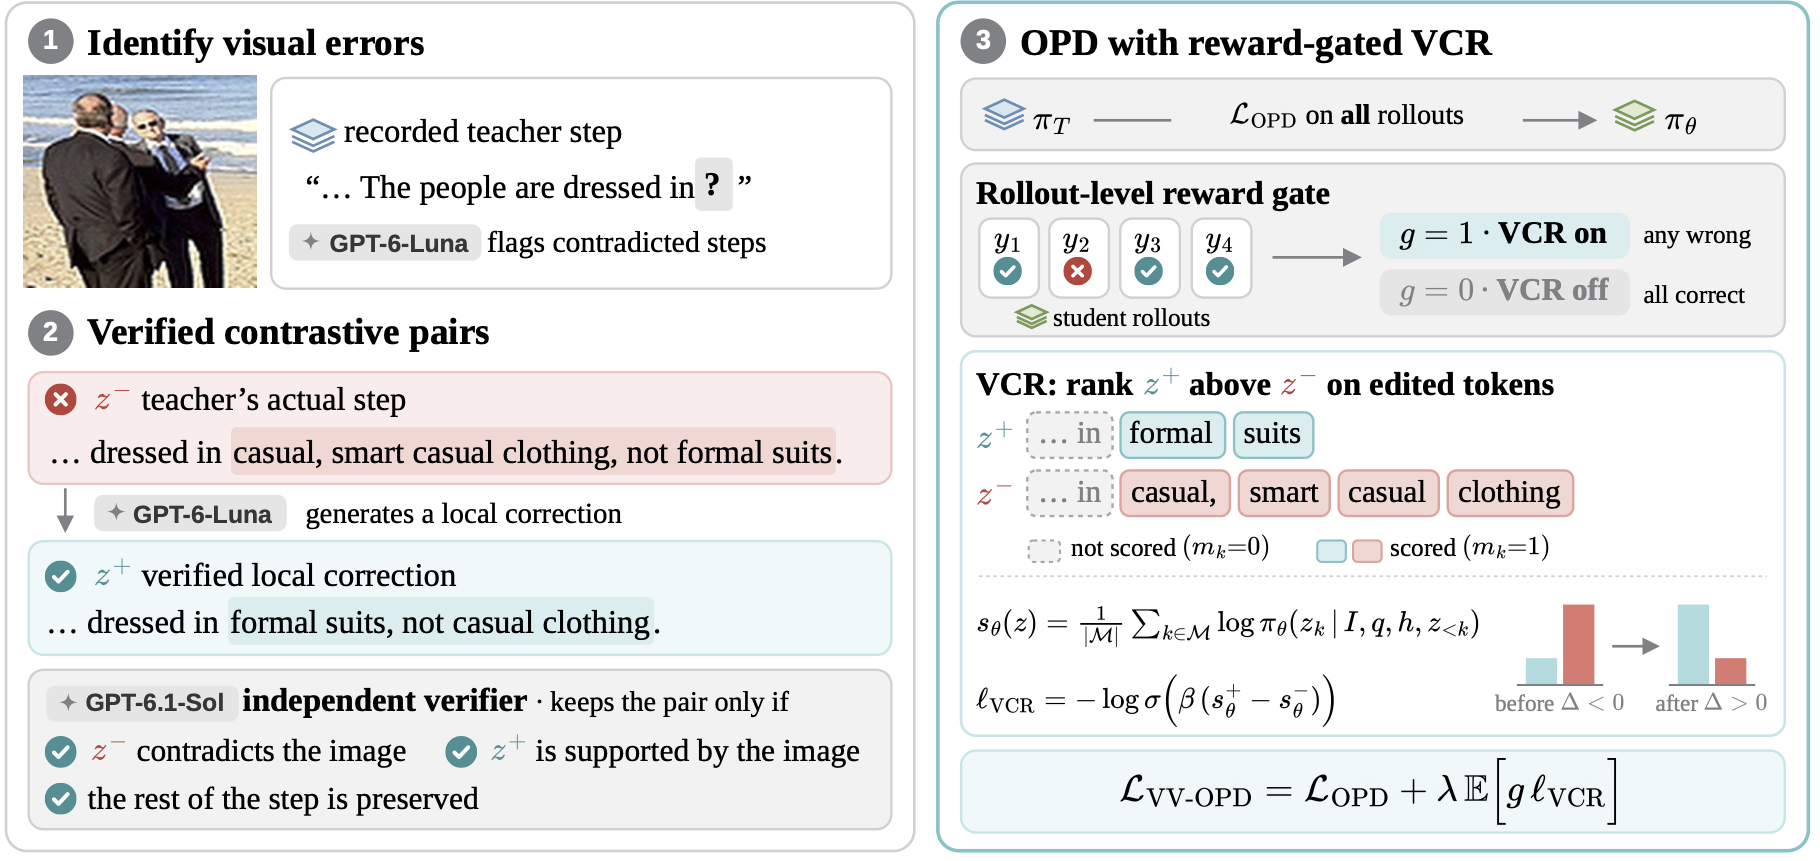 1 Identify visual errors
recorded teacher step
“... The people are dressed in ? ”
GPT-6-Luna flags contradicted steps
2 Verified contrastive pairs
z⁻ teacher’s actual step
... dressed in casual, smart casual clothing, not formal suits.
GPT-6-Luna generates a local correction
z⁺ verified local correction
... dressed in formal suits, not casual clothing.
GPT-6.1-Sol independent verifier · keeps the pair only if
z⁻ contradicts the image z⁺ is supported by the image
the rest of the step is preserved
3 OPD with reward-gated VCR
π_T ℒ_OPD on all rollouts π_θ
Rollout-level reward gate
y₁ y₂ y₃ y₄
g = 1 · VCR on any wrong
g = 0 · VCR off all correct
student rollouts
VCR: rank z⁺ above z⁻ on edited tokens
z⁺ ... in formal suits
z⁻ ... in casual, smart casual clothing
not scored (m_k=0) scored (m_k=1)
s_θ(z) = 1/|ℳ| ∑_{k∈ℳ} log π_θ(z_k | I, q, h, z_{<k})
ℓ_VCR = − log σ(β (s_θ⁺ − s_θ⁻))
before Δ < 0 after Δ > 0
ℒ_VV-OPD = ℒ_OPD + λ 𝔼[g ℓ_VCR]